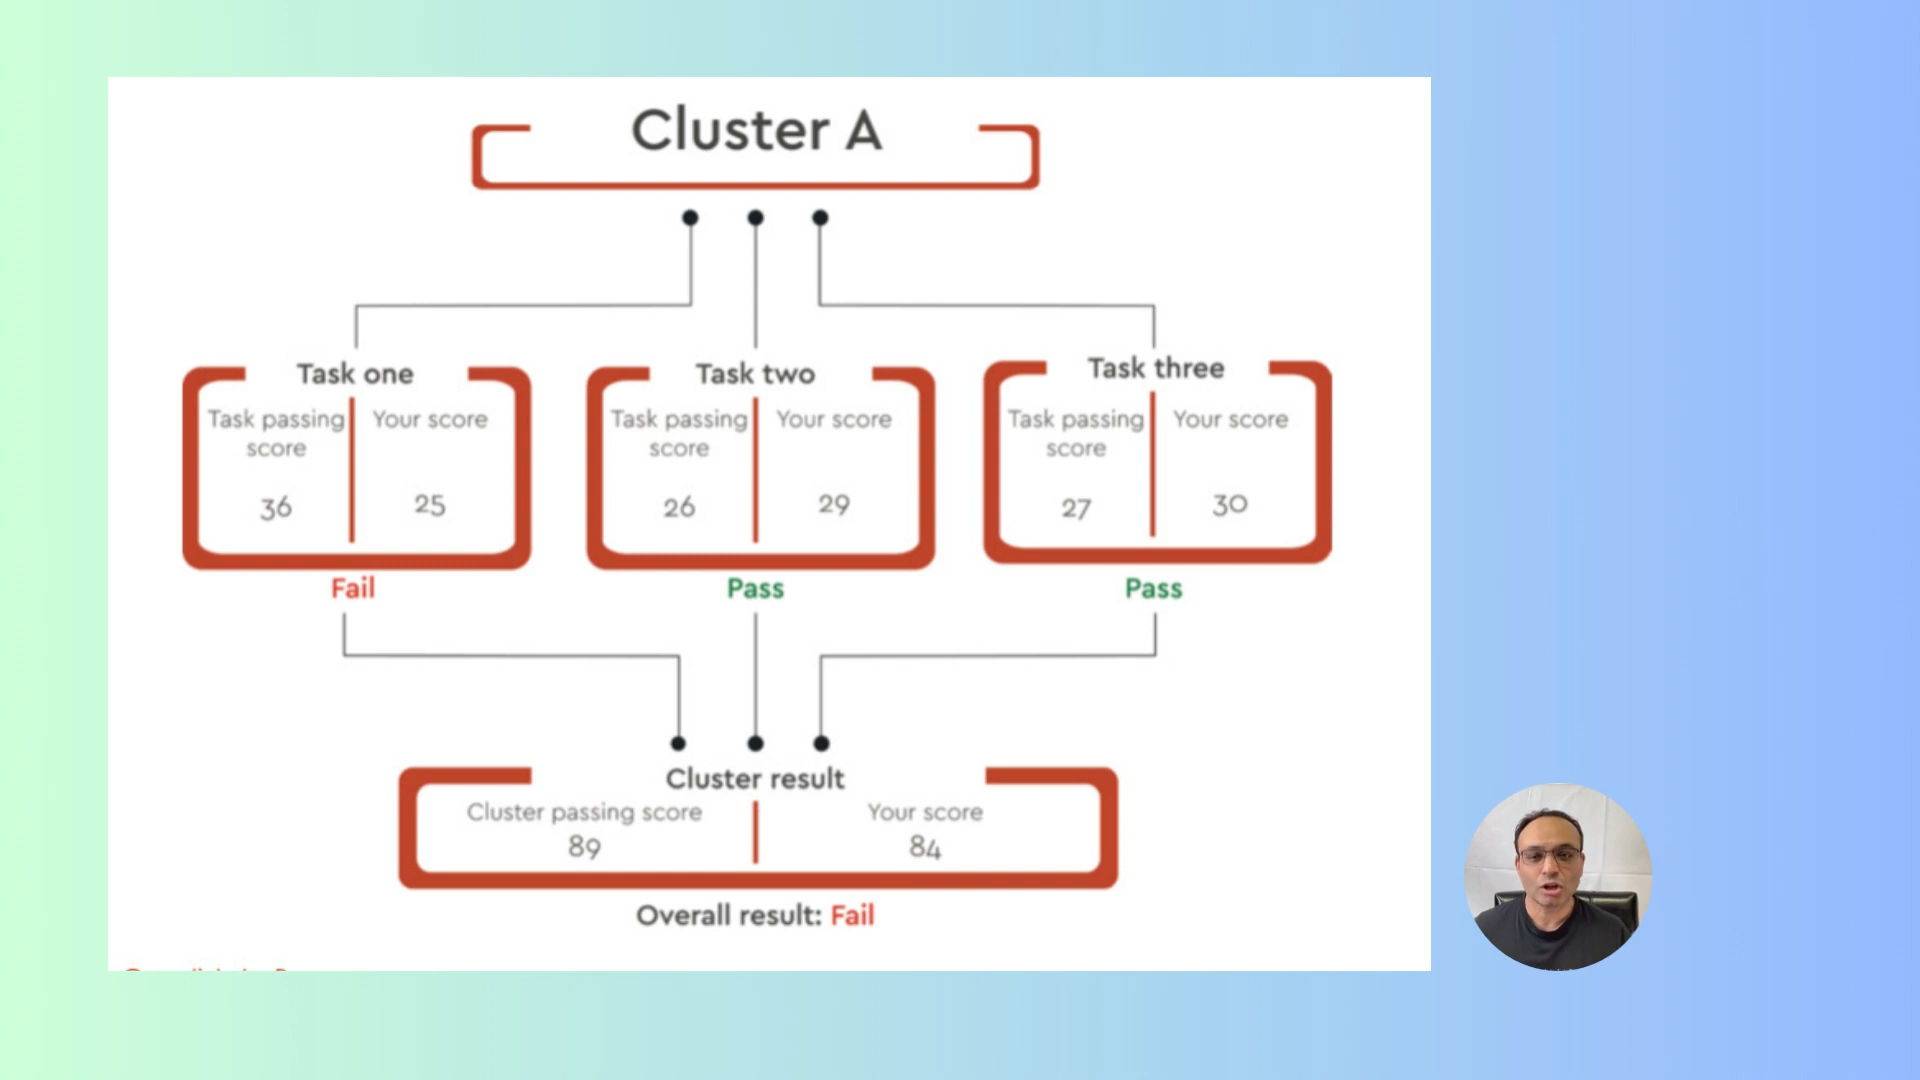 Cluster A
Task one
Task passing score
Your score
36
25
Fail
Task two
Task passing score
Your score
26
29
Pass
Task three
Task passing score
Your score
27
30
Pass
Cluster result
Cluster passing score
Your score
89
84
Overall result: Fail